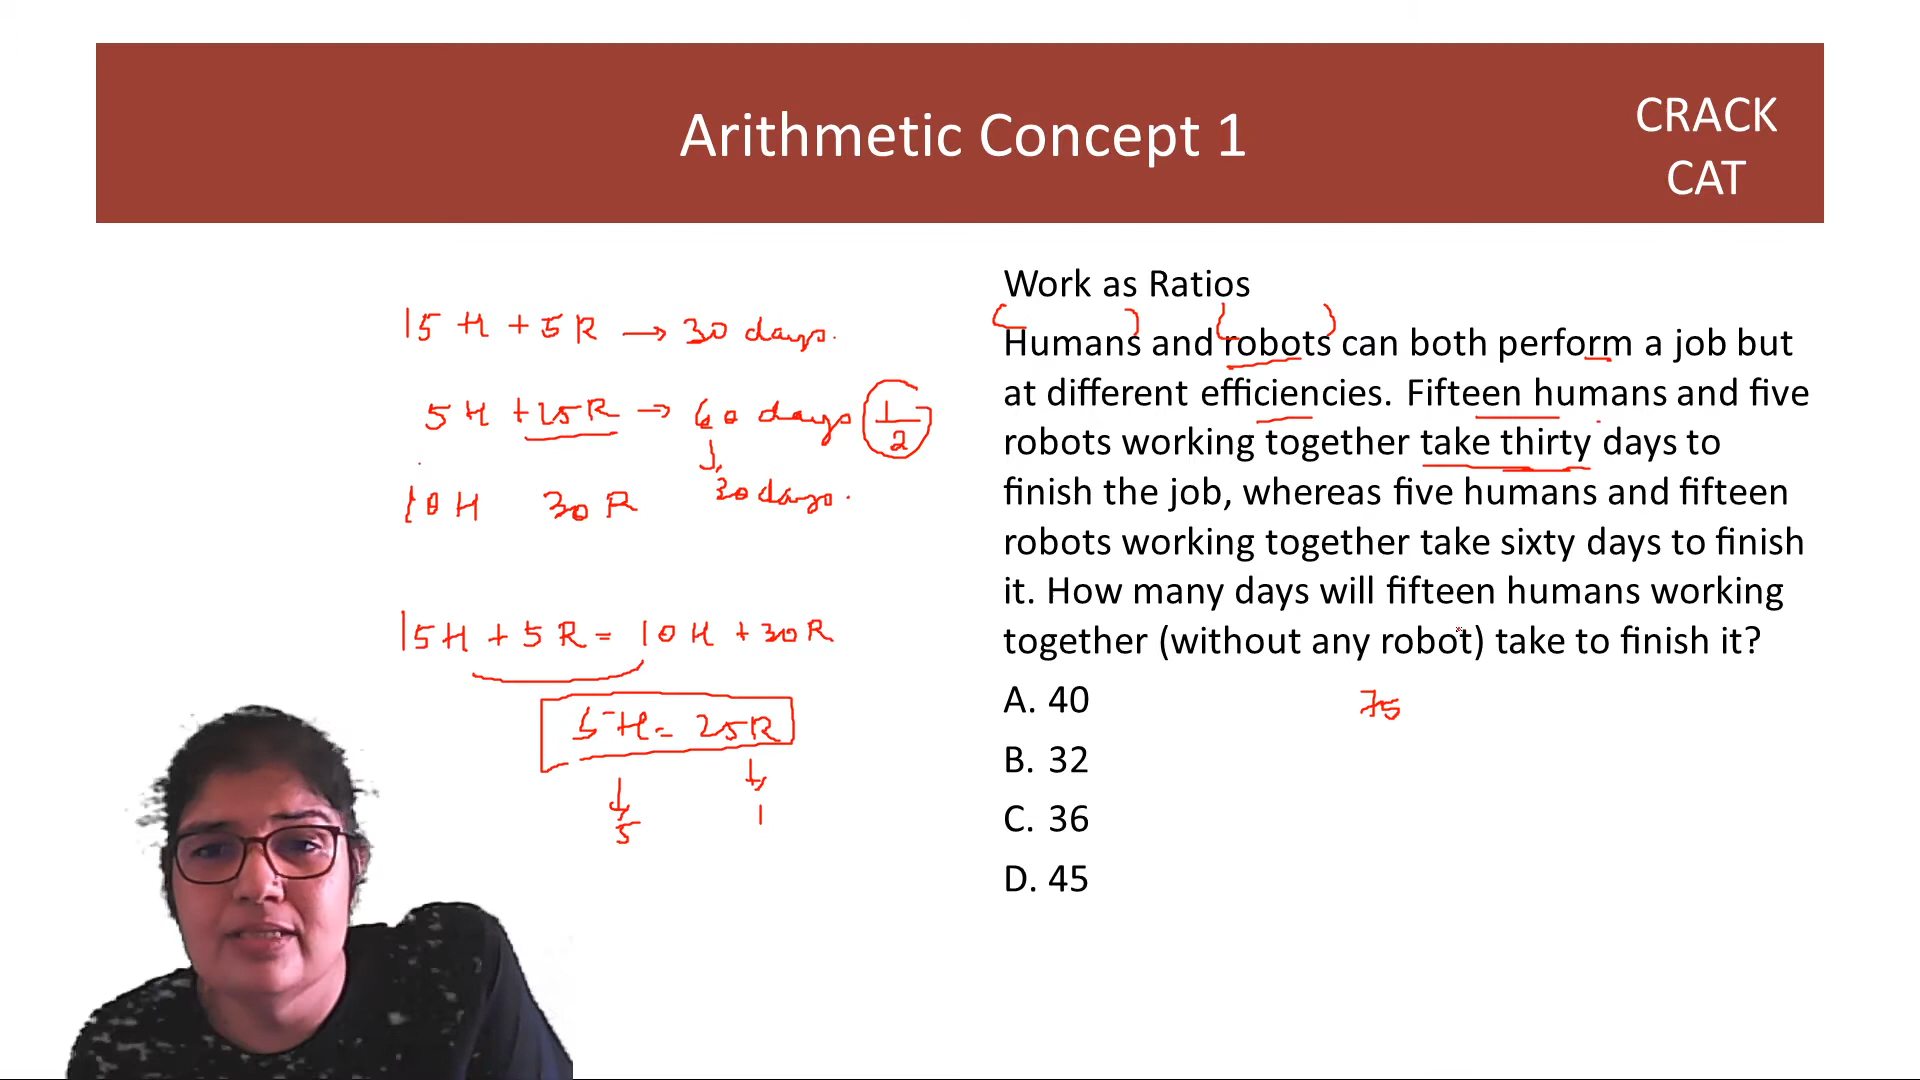 Arithmetic Concept 1
CRACK
CAT
15 H + 5 R → 30 days.
5 H + 25 R → 60 days 1/2
30 days.
10 H 30 R
15H + 5 R = 10 H + 30 R
5 H = 25 R
5 1
Work as Ratios
Humans and robots can both perform a job but
at different efficiencies. Fifteen humans and five
robots working together take thirty days to
finish the job, whereas five humans and fifteen
robots working together take sixty days to finish
it. How many days will fifteen humans working
together (without any robot) take to finish it?
A. 40
75
B. 32
C. 36
D. 45